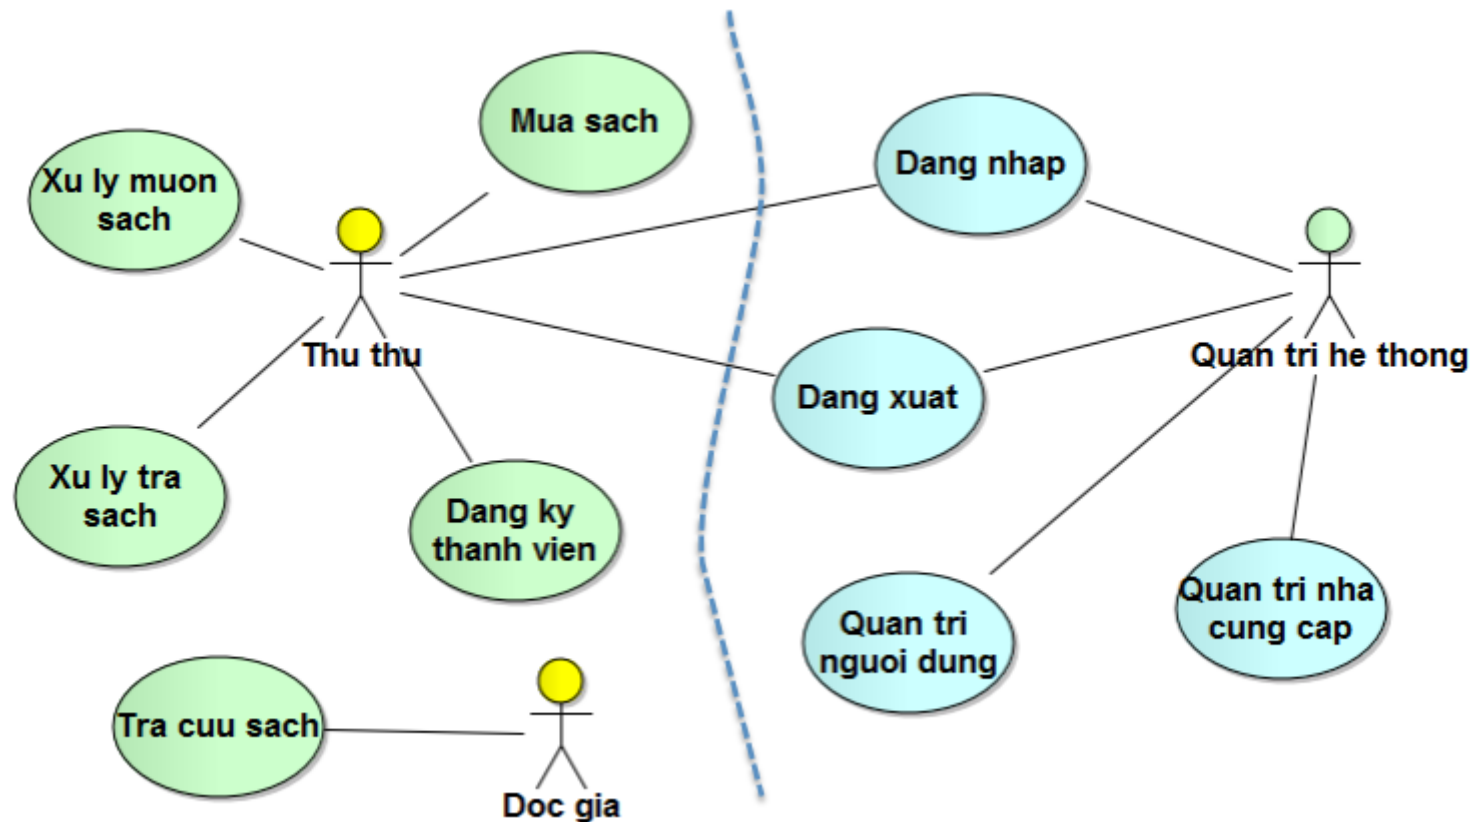 Mua sach
Xu ly muon
sach
Thu thu
Xu ly tra
sach
Dang ky
thanh vien
Tra cuu sach
Doc gia
Dang nhap
Quan tri he thong
Dang xuat
Quan tri
nguoi dung
Quan tri nha
cung cap